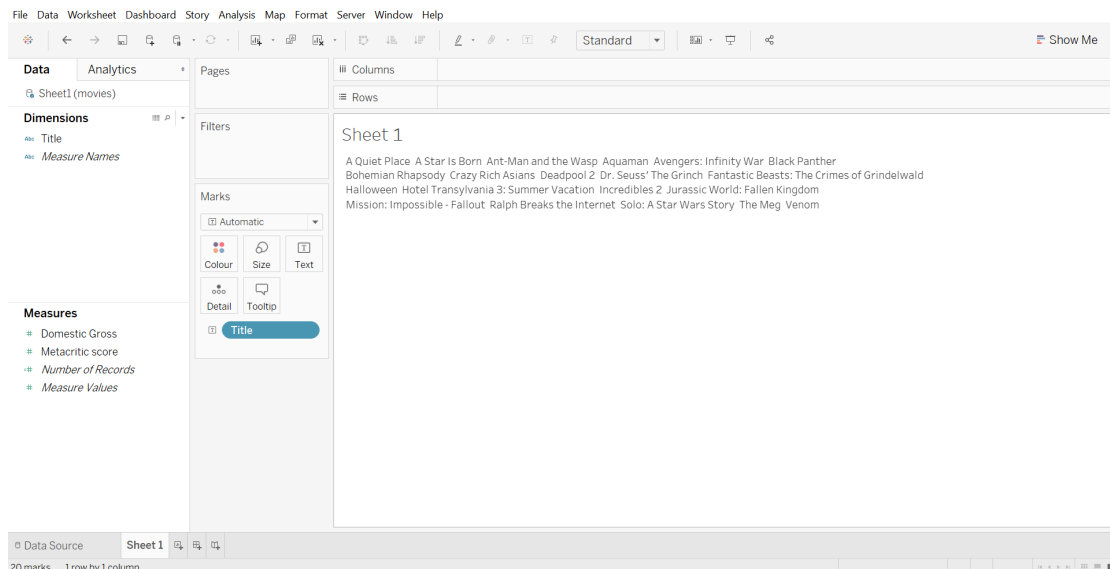 File Data Worksheet Dashboard Story Analysis Map Format Server Window Help
Standard
Show Me
Data Analytics
Pages
Columns
Sheet1 (movies)
Rows
Dimensions
Filters
Abc Title
Abc Measure Names
Sheet 1
A Quiet Place A Star Is Born Ant-Man and the Wasp Aquaman Avengers: Infinity War Black Panther
Bohemian Rhapsody Crazy Rich Asians Deadpool 2 Dr. Seuss' The Grinch Fantastic Beasts: The Crimes of Grindelwald
Halloween Hotel Transylvania 3: Summer Vacation Incredibles 2 Jurassic World: Fallen Kingdom
Mission: Impossible - Fallout Ralph Breaks the Internet Solo: A Star Wars Story The Meg Venom
Marks
T Automatic
Colour Size T Text
Detail Tooltip
T Title
Measures
# Domestic Gross
# Metacritic score
# Number of Records
# Measure Values
Data Source Sheet 1
20 marks 1 row by 1 column